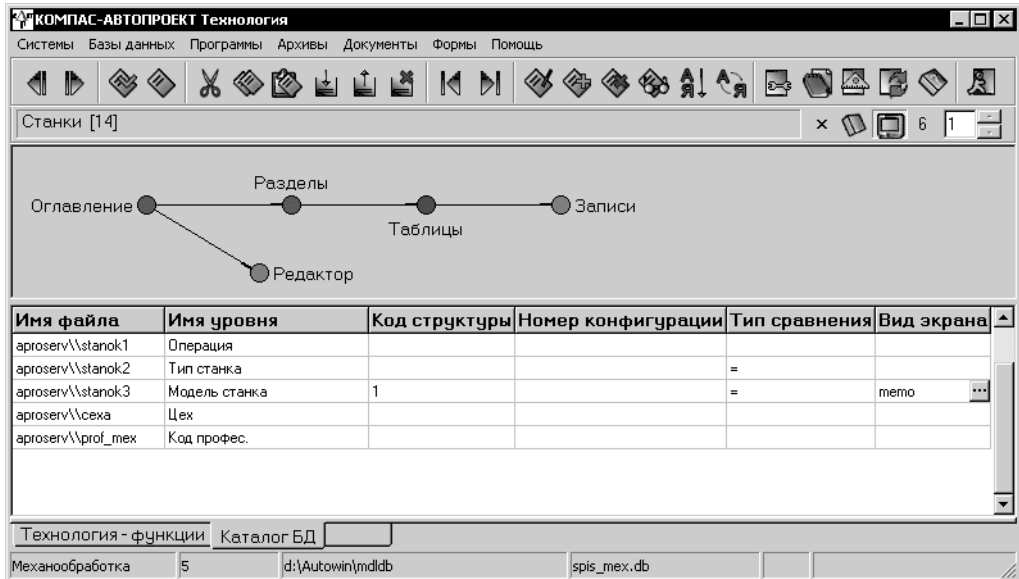 КОМПАС-АВТОПРОЕКТ Технология
Системы Базы данных Программы Архивы Документы Формы Помощь
Станки [14] 6 1
Разделы
Оглавление Записи
Таблицы
Редактор
Имя файла Имя уровня Код структуры Номер конфигурации Тип сравнения Вид экрана
aproserv\\stanok1 Операция
aproserv\\stanok2 Тип станка =
aproserv\\stanok3 Модель станка 1 = memo ...
aproserv\\cexa Цех
aproserv\\prof_mex Код професс.
Технология - функции Каталог БД
Механообработка 5 d:\Autowin\mdldb spis_mex.db